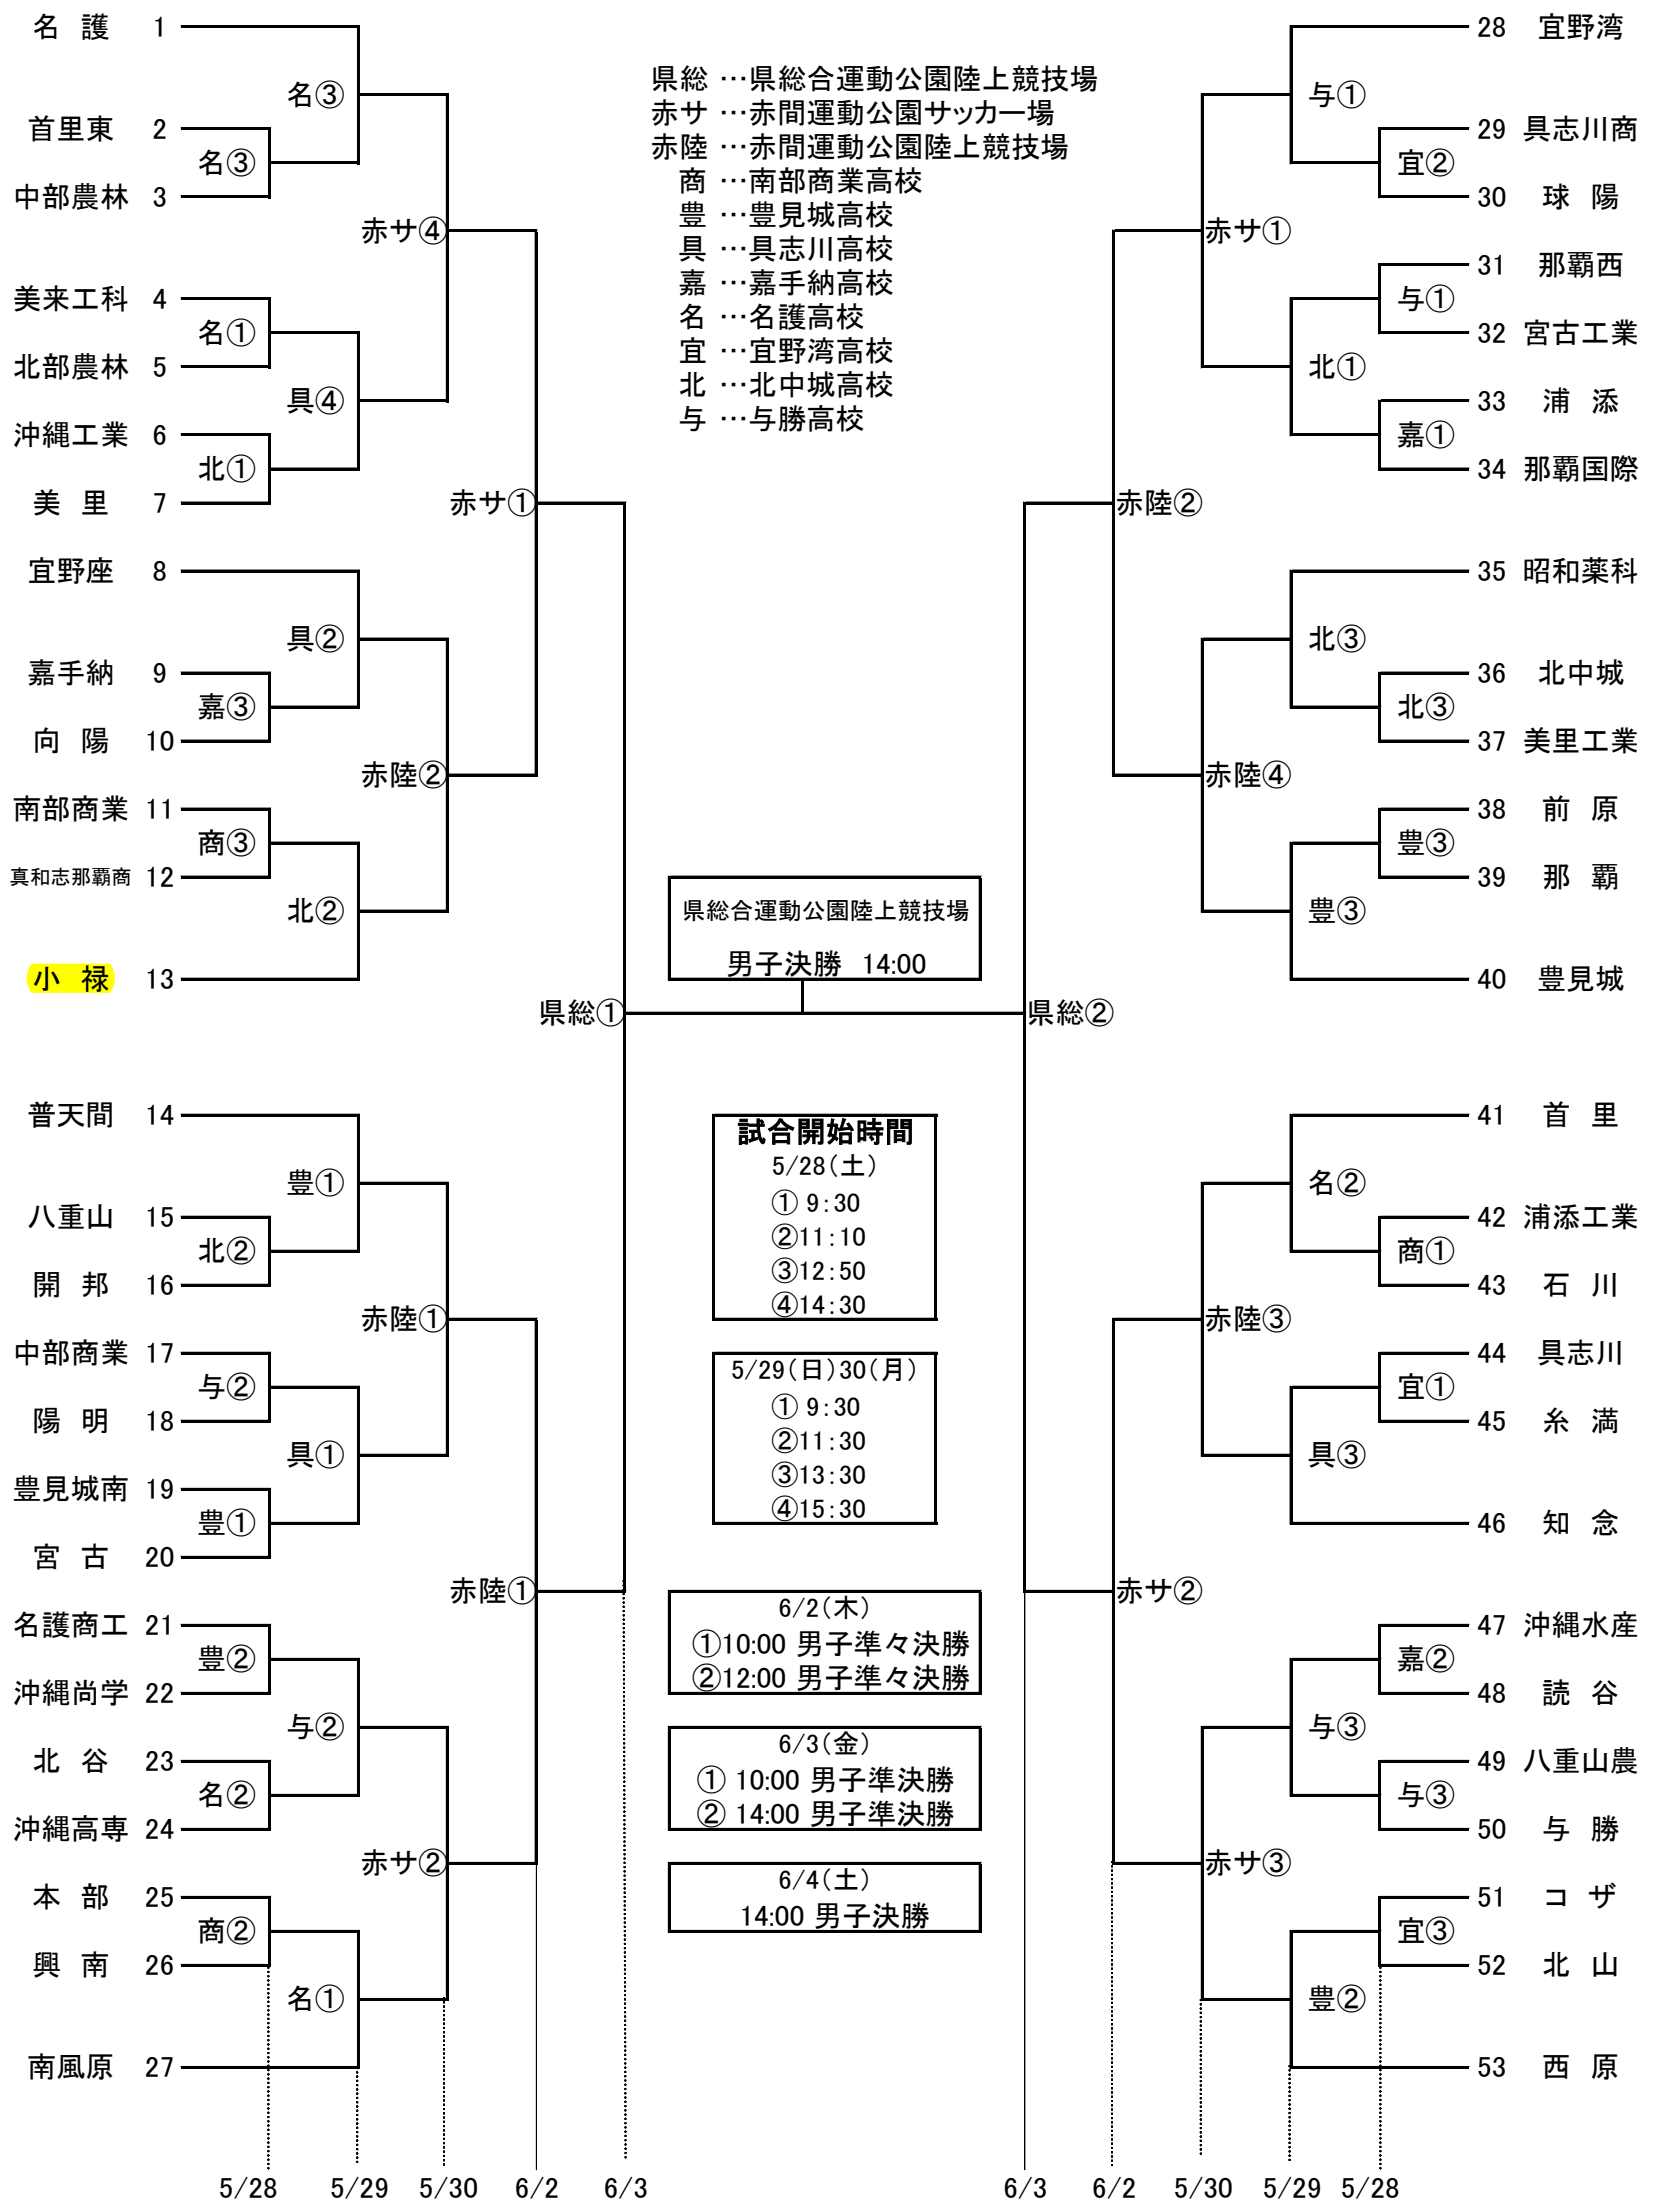 名 護 1
名③
首里東 2
名③
中部農林 3
赤サ④
美来工科 4
名①
北部農林 5
具④
沖縄工業 6
北①
美 里 7
赤サ①
宜野座 8
具②
嘉手納 9
嘉③
向 陽 10
赤陸②
南部商業 11
商③
真和志那覇商 12
北②
小 禄 13
県総①
普天間 14
豊①
八重山 15
北②
開 邦 16
赤陸①
中部商業 17
与②
陽 明 18
具①
豊見城南 19
豊①
宮 古 20
赤陸①
名護商工 21
豊②
沖縄尚学 22
与②
北 谷 23
名②
沖縄高専 24
赤サ②
本 部 25
商②
興 南 26
名①
南風原 27
県総 …県総合運動公園陸上競技場
赤サ …赤間運動公園サッカー場
赤陸 …赤間運動公園陸上競技場
商 …南部商業高校
豊 …豊見城高校
具 …具志川高校
嘉 …嘉手納高校
名 …名護高校
宜 …宜野湾高校
北 …北中城高校
与 …与勝高校
県総合運動公園陸上競技場
男子決勝 14:00
試合開始時間
5/28(土)
① 9:30
②11:10
③12:50
④14:30
5/29(日)30(月)
① 9:30
②11:30
③13:30
④15:30
6/2(木)
①10:00 男子準々決勝
②12:00 男子準々決勝
6/3(金)
① 10:00 男子準決勝
② 14:00 男子準決勝
6/4(土)
14:00 男子決勝
28 宜野湾
与①
29 具志川商
宜②
30 球 陽
赤サ①
31 那覇西
与①
32 宮古工業
北①
33 浦 添
嘉①
34 那覇国際
赤陸②
35 昭和薬科
北③
36 北中城
北③
37 美里工業
赤陸④
38 前 原
豊③
39 那 覇
豊③
40 豊見城
県総②
41 首 里
名②
42 浦添工業
商①
43 石 川
赤陸③
44 具志川
宜①
45 糸 満
具③
46 知 念
赤サ②
47 沖縄水産
嘉②
48 読 谷
与③
49 八重山農
与③
50 与 勝
赤サ③
51 コ ザ
宜③
52 北 山
豊②
53 西 原
5/28 5/29 5/30 6/2 6/3 6/3 6/2 5/30 5/29 5/28